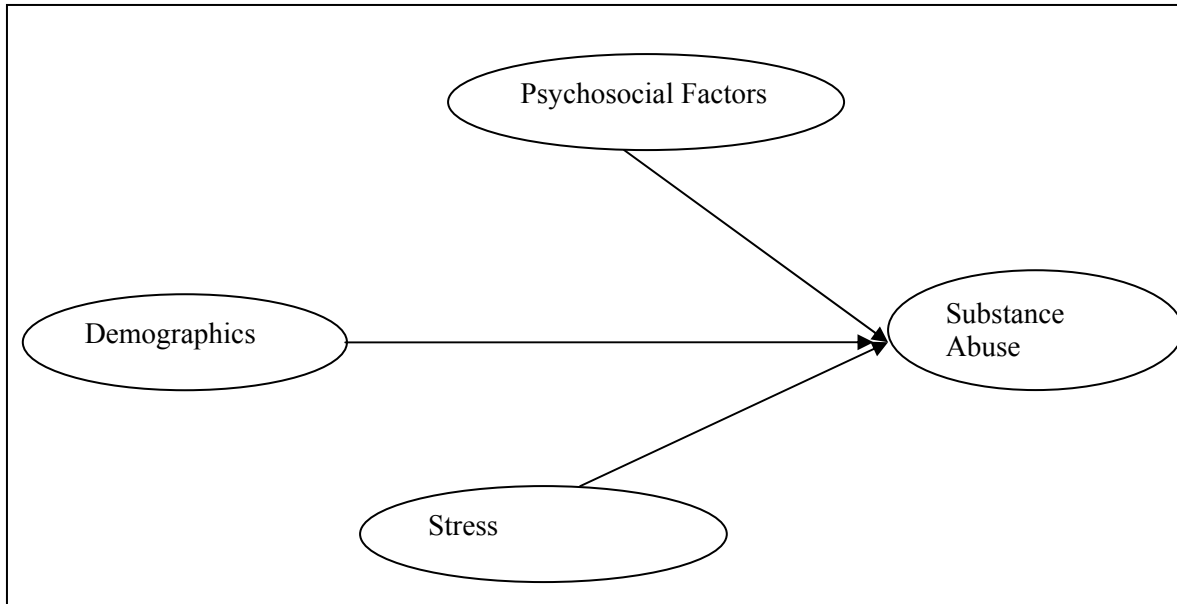 Psychosocial Factors
Demographics
Substance
Abuse
Stress